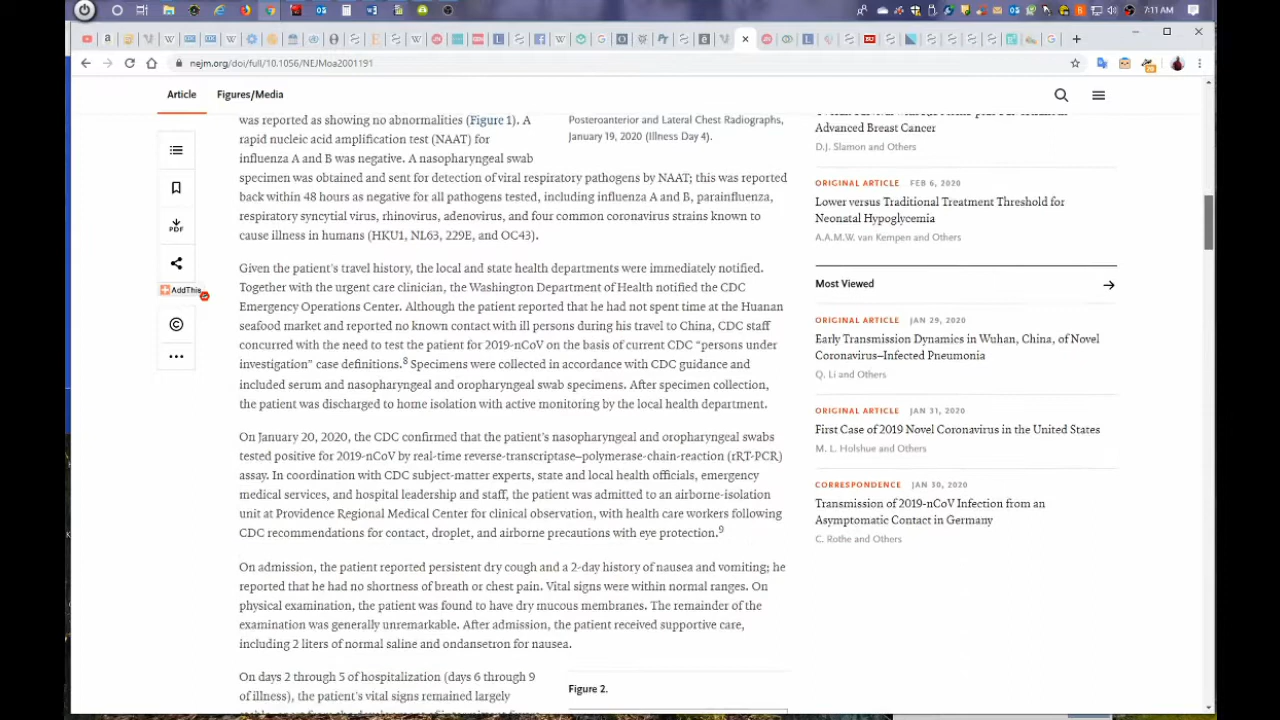 7:11 AM
nejm.org/doi/full/10.1056/NEJMoa2001191
Article Figures/Media
was reported as showing no abnormalities (Figure 1). A
rapid nucleic acid amplification test (NAAT) for
influenza A and B was negative. A nasopharyngeal swab
specimen was obtained and sent for detection of viral respiratory pathogens by NAAT; this was reported
back within 48 hours as negative for all pathogens tested, including influenza A and B, parainfluenza,
respiratory syncytial virus, rhinovirus, adenovirus, and four common coronavirus strains known to
cause illness in humans (HKU1, NL63, 229E, and OC43).
Posteroanterior and Lateral Chest Radiographs,
January 19, 2020 (Illness Day 4).
PDF
AddThis
Given the patient's travel history, the local and state health departments were immediately notified.
Together with the urgent care clinician, the Washington Department of Health notified the CDC
Emergency Operations Center. Although the patient reported that he had not spent time at the Huanan
seafood market and reported no known contact with ill persons during his travel to China, CDC staff
concurred with the need to test the patient for 2019-nCoV on the basis of current CDC “persons under
investigation” case definitions.8 Specimens were collected in accordance with CDC guidance and
included serum and nasopharyngeal and oropharyngeal swab specimens. After specimen collection,
the patient was discharged to home isolation with active monitoring by the local health department.
On January 20, 2020, the CDC confirmed that the patient's nasopharyngeal and oropharyngeal swabs
tested positive for 2019-nCoV by real-time reverse-transcriptase–polymerase-chain-reaction (rRT-PCR)
assay. In coordination with CDC subject-matter experts, state and local health officials, emergency
medical services, and hospital leadership and staff, the patient was admitted to an airborne-isolation
unit at Providence Regional Medical Center for clinical observation, with health care workers following
CDC recommendations for contact, droplet, and airborne precautions with eye protection.9
On admission, the patient reported persistent dry cough and a 2-day history of nausea and vomiting; he
reported that he had no shortness of breath or chest pain. Vital signs were within normal ranges. On
physical examination, the patient was found to have dry mucous membranes. The remainder of the
examination was generally unremarkable. After admission, the patient received supportive care,
including 2 liters of normal saline and ondansetron for nausea.
On days 2 through 5 of hospitalization (days 6 through 9
of illness), the patient's vital signs remained largely
Figure 2.
Advanced Breast Cancer
D.J. Slamon and Others
ORIGINAL ARTICLE FEB 6, 2020
Lower versus Traditional Treatment Threshold for
Neonatal Hypoglycemia
A.A.M.W. van Kempen and Others
Most Viewed
ORIGINAL ARTICLE JAN 29, 2020
Early Transmission Dynamics in Wuhan, China, of Novel
Coronavirus–Infected Pneumonia
Q. Li and Others
ORIGINAL ARTICLE JAN 31, 2020
First Case of 2019 Novel Coronavirus in the United States
M. L. Holshue and Others
CORRESPONDENCE JAN 30, 2020
Transmission of 2019-nCoV Infection from an
Asymptomatic Contact in Germany
C. Rothe and Others